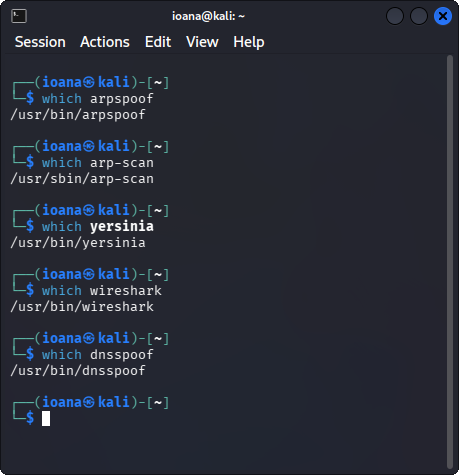 ioana@kali: ~
Session Actions Edit View Help
┌──(ioana㉿kali)-[~]
└─$ which arpspoof
/usr/bin/arpspoof
┌──(ioana㉿kali)-[~]
└─$ which arp-scan
/usr/sbin/arp-scan
┌──(ioana㉿kali)-[~]
└─$ which yersinia
/usr/bin/yersinia
┌──(ioana㉿kali)-[~]
└─$ which wireshark
/usr/bin/wireshark
┌──(ioana㉿kali)-[~]
└─$ which dnsspoof
/usr/bin/dnsspoof
┌──(ioana㉿kali)-[~]
└─$